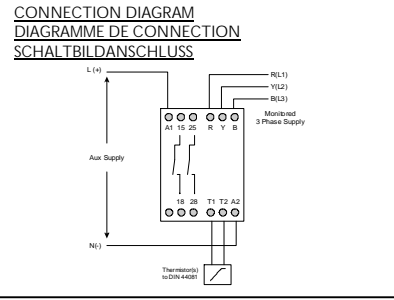 CONNECTION DIAGRAM
DIAGRAMME DE CONNECTION
SCHALTBILDANSCHLUSS
L (+)
R(L1)
Y(L2)
B(L3)
Monitored
3 Phase Supply
A1 15 25 R Y B
Aux Supply
18 28 T1 T2 A2
N(-)
Thermistor(s)
to DIN 44081